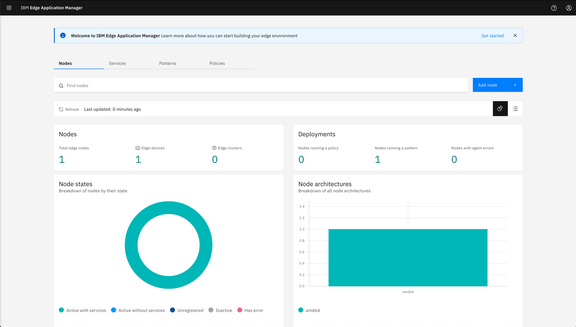 IBM Edge Application Manager
Welcome to IBM Edge Application Manager Learn more about how you can start building your edge environment
Get started
Nodes Services Patterns Policies
Find nodes
Add node
Refresh Last updated: 0 minutes ago
Nodes
Total edge nodes Edge devices Edge clusters
1 1 0
Deployments
Nodes running a policy Nodes running a pattern Nodes with agent errors
0 1 0
Node states
Breakdown of nodes by their state
Active with services Active without services Unregistered Inactive Has error
Node architectures
Breakdown of all node architectures
1.4
1.2
1.0
0.8
0.6
0.4
0.2
0.0
amd64
amd64